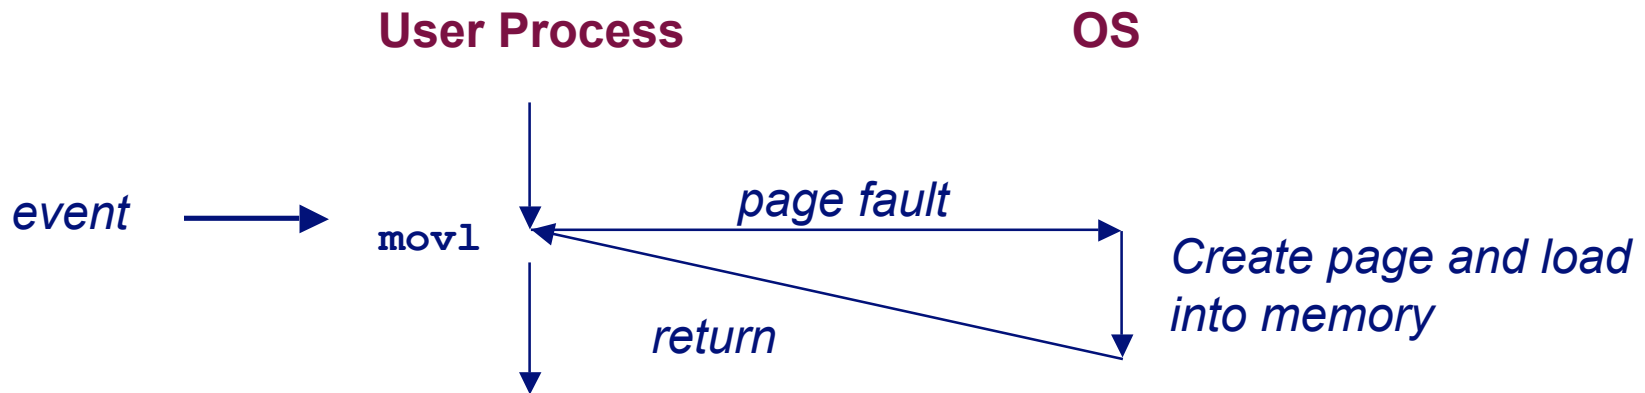 User Process
OS
event
movl
page fault
Create page and load
into memory
return